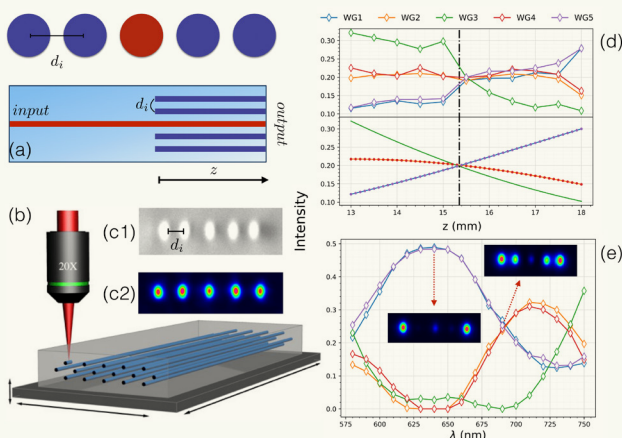 d_i
input
d_i
output
(a)
z
(b)
20X
(c1)
d_i
(c2)
WG1 WG2 WG3 WG4 WG5
(d)
0.30
0.25
0.20
0.15
0.10
0.30
0.25
0.20
0.15
0.10
13 14 15 16 17 18
z (mm)
Intensity
(e)
0.5
0.4
0.3
0.2
0.1
0.0
575 600 625 650 675 700 725 750
λ (nm)